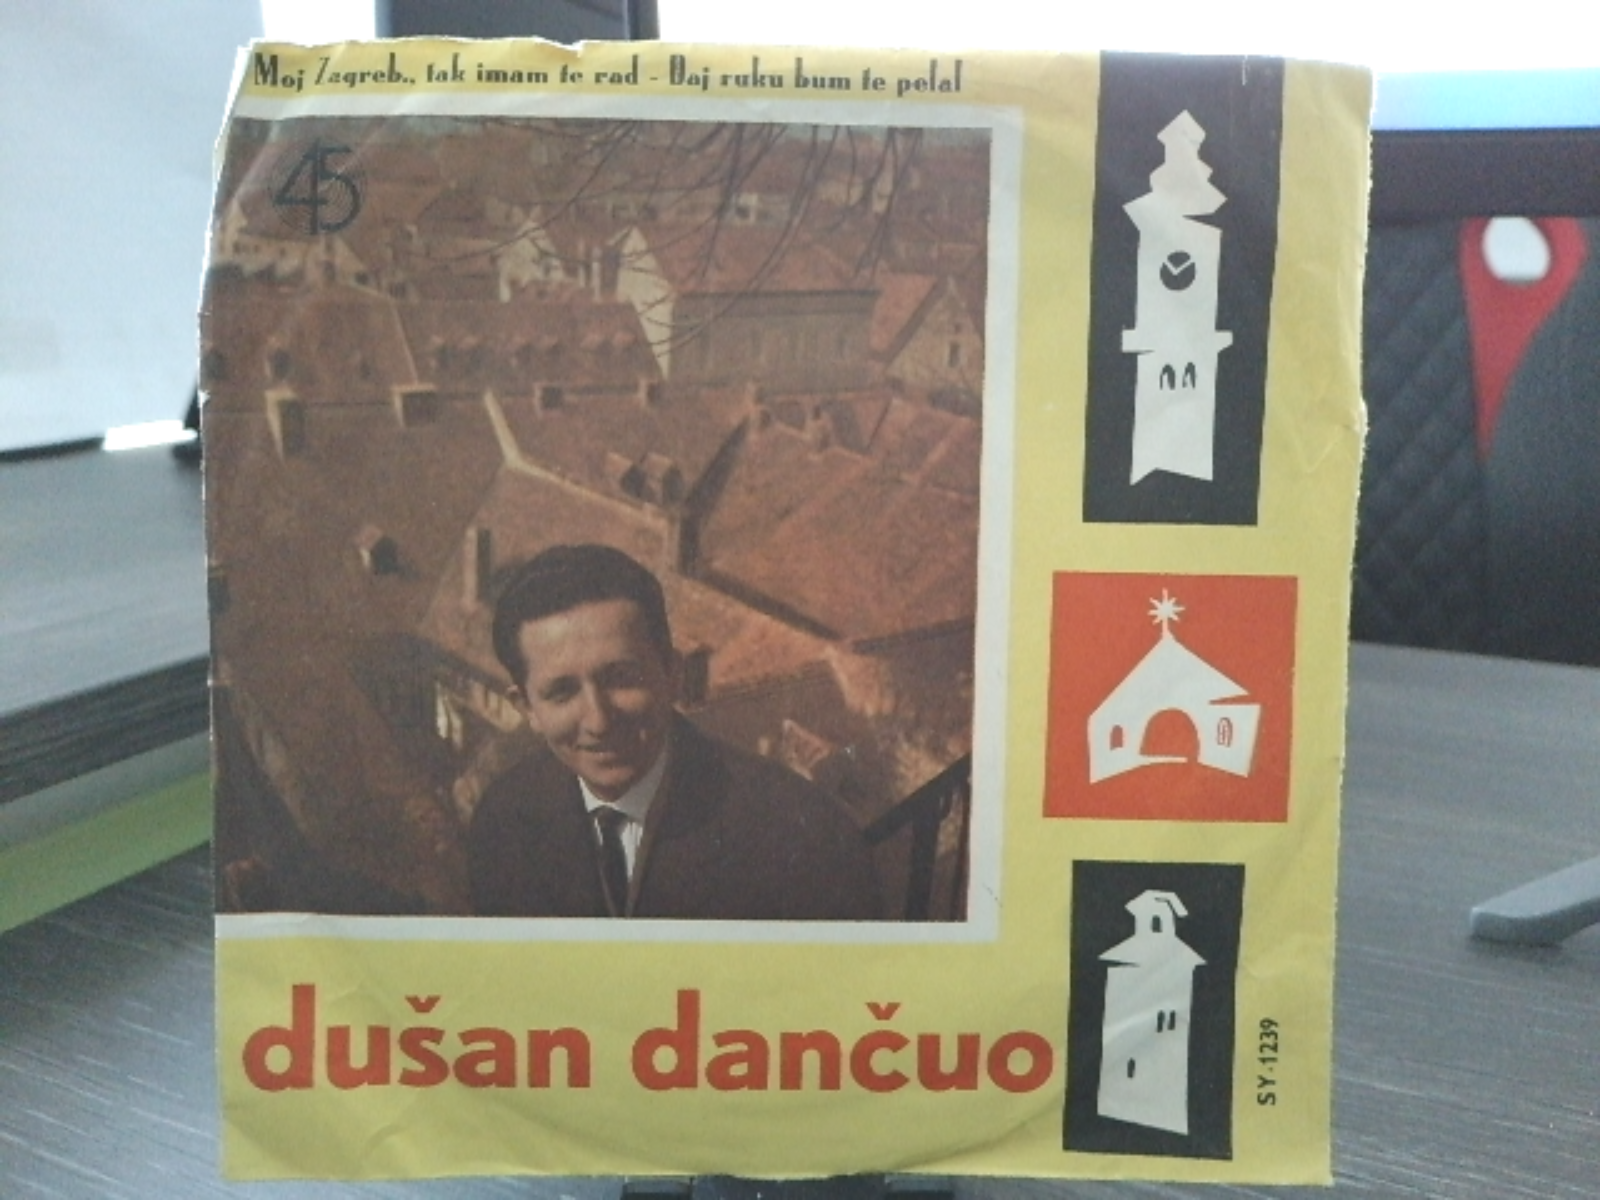 Moj Zagreb., tak imam te rad - Daj ruku bum te pelal
45
dušan dančuo
SY-1239